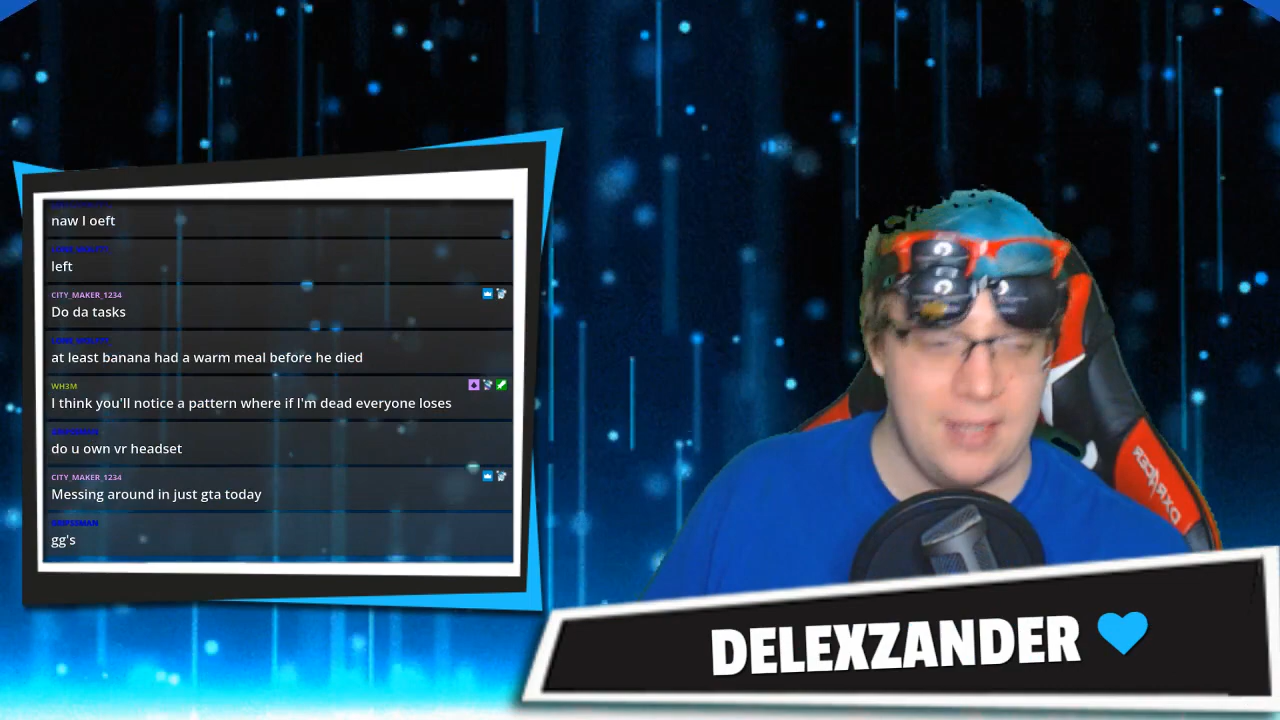 naw I oeft
left
CITY_MAKER_1234
Do da tasks
at least banana had a warm meal before he died
WH3M
I think you'll notice a pattern where if I'm dead everyone loses
do u own vr headset
CITY_MAKER_1234
Messing around in just gta today
GRIFSSMAN
gg's
DXRACER
DELEXZANDER